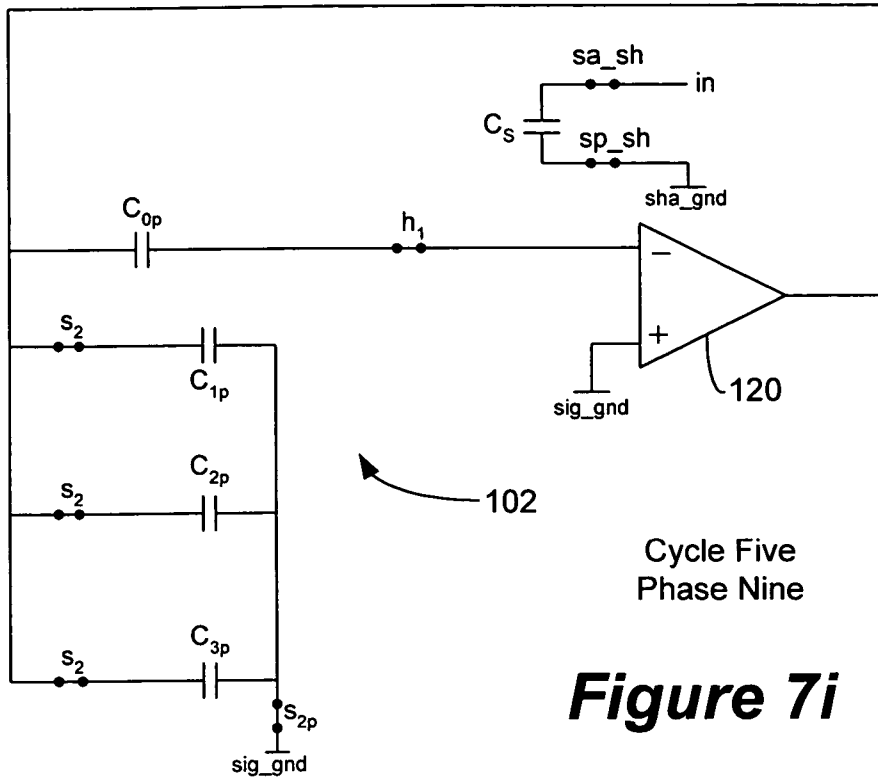 sa_sh
in
C_S
sp_sh
sha_gnd
C_0p
h_1
−
s_2
+
C_1p
sig_gnd
120
C_2p
s_2
102
Cycle Five
Phase Nine
C_3p
s_2
s_2p
Figure 7i
sig_gnd